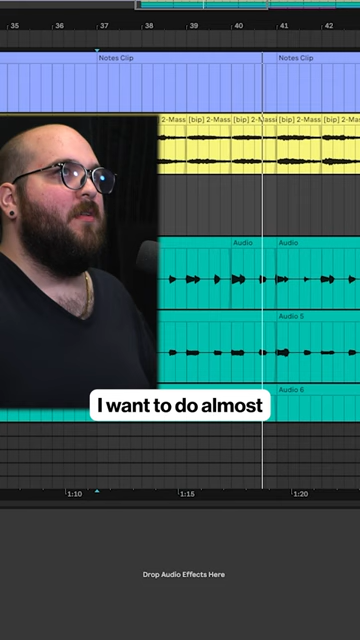 35 36 37 38 39 40 41 42
Notes Clip Notes Clip
2-Mass [bip] 2-Mass [bip] 2-Mass [bip] 2-Mass [bip] 2-Mass
Audio Audio
Audio 5
Audio 6
I want to do almost
1:10 1:15 1:20
Drop Audio Effects Here